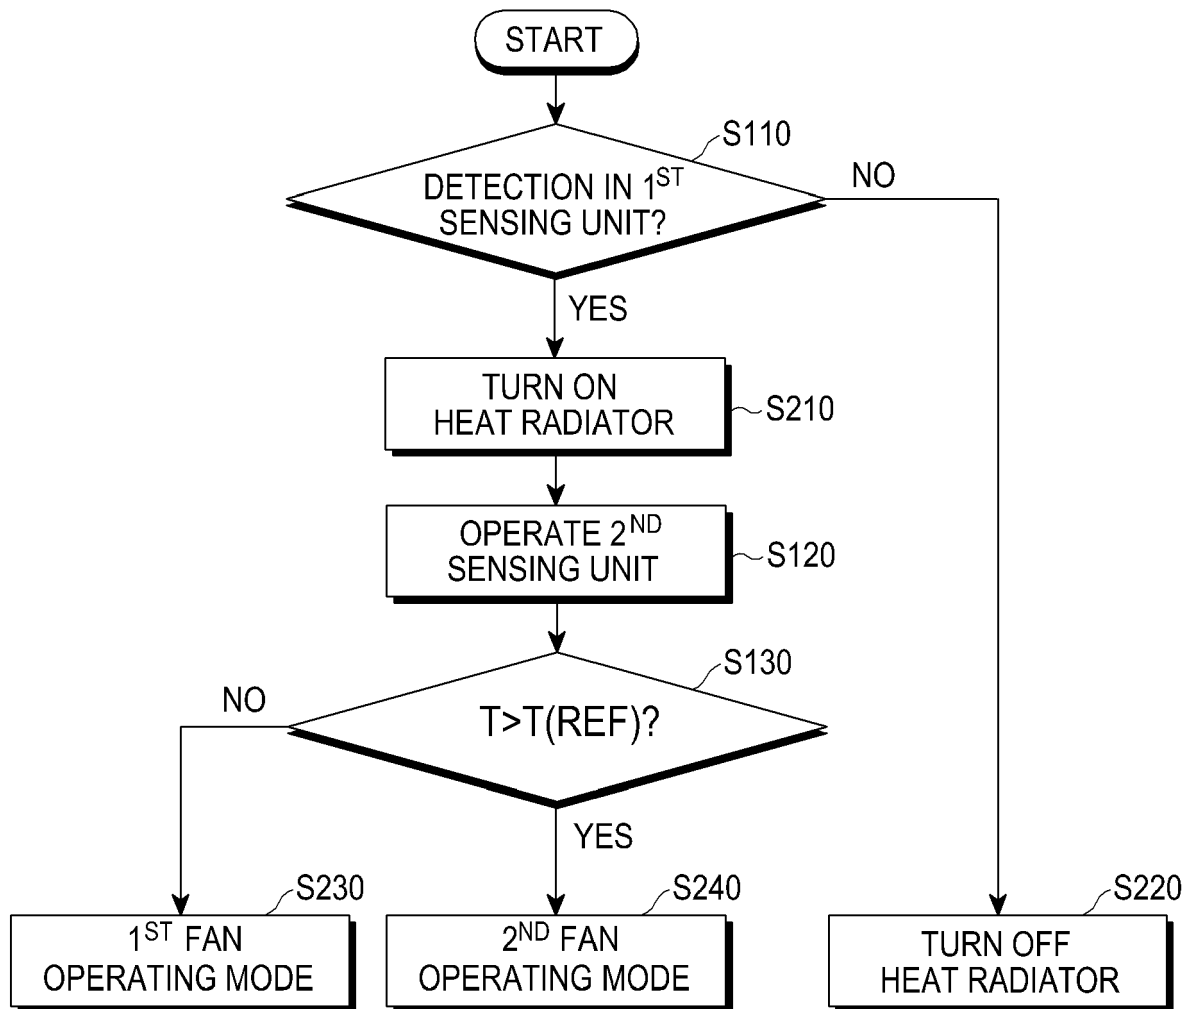 START
S110
DETECTION IN 1ST
SENSING UNIT?
NO
YES
TURN ON
HEAT RADIATOR
S210
OPERATE 2ND
SENSING UNIT
S120
S130
T>T(REF)?
NO
YES
S230
1ST FAN
OPERATING MODE
S240
2ND FAN
OPERATING MODE
S220
TURN OFF
HEAT RADIATOR